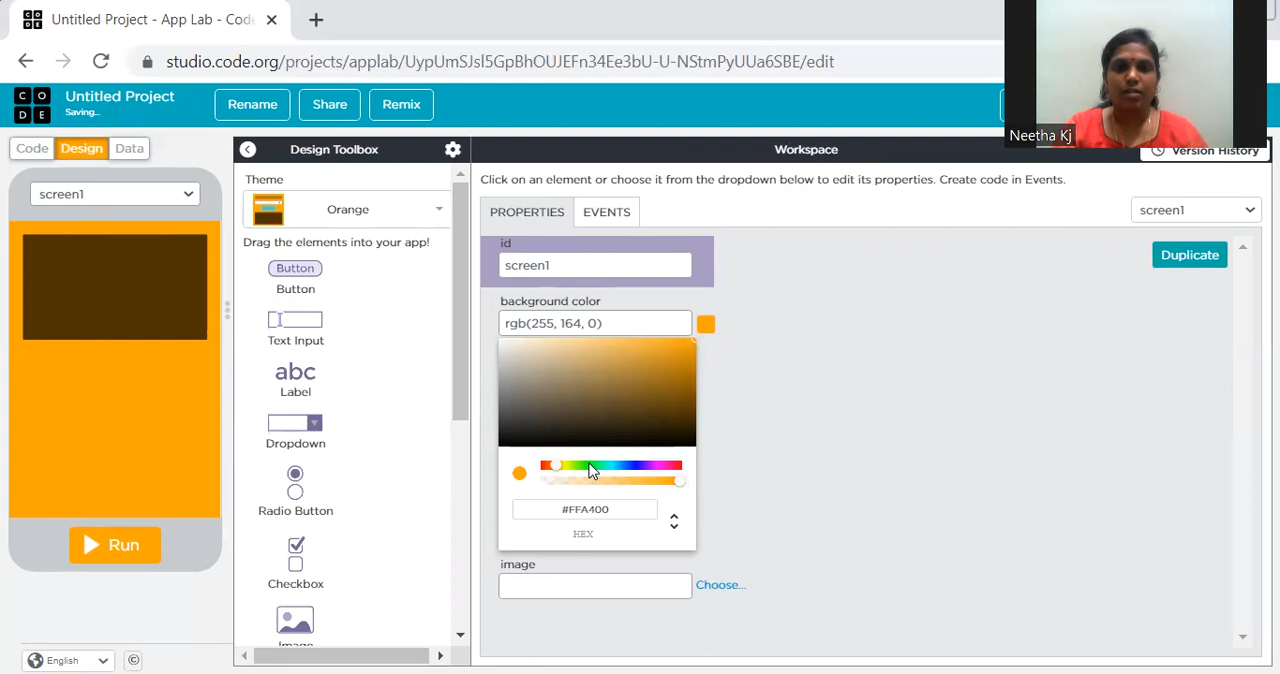 Untitled Project - App Lab - Code
studio.code.org/projects/applab/UypUmSJsl5GpBhOUJEFn34Ee3bU-U-NStmPyUUa6SBE/edit
C O
D E
Untitled Project
Saving...
Rename
Share
Remix
Neetha Kj
Version History
Code
Design
Data
Design Toolbox
Workspace
screen1
Theme
Orange
Drag the elements into your app!
Button
Button
Text Input
abc
Label
Dropdown
Radio Button
Checkbox
Image
Click on an element or choose it from the dropdown below to edit its properties. Create code in Events.
PROPERTIES
EVENTS
screen1
Duplicate
id
screen1
background color
rgb(255, 164, 0)
#FFA400
HEX
image
Choose...
Run
English
©